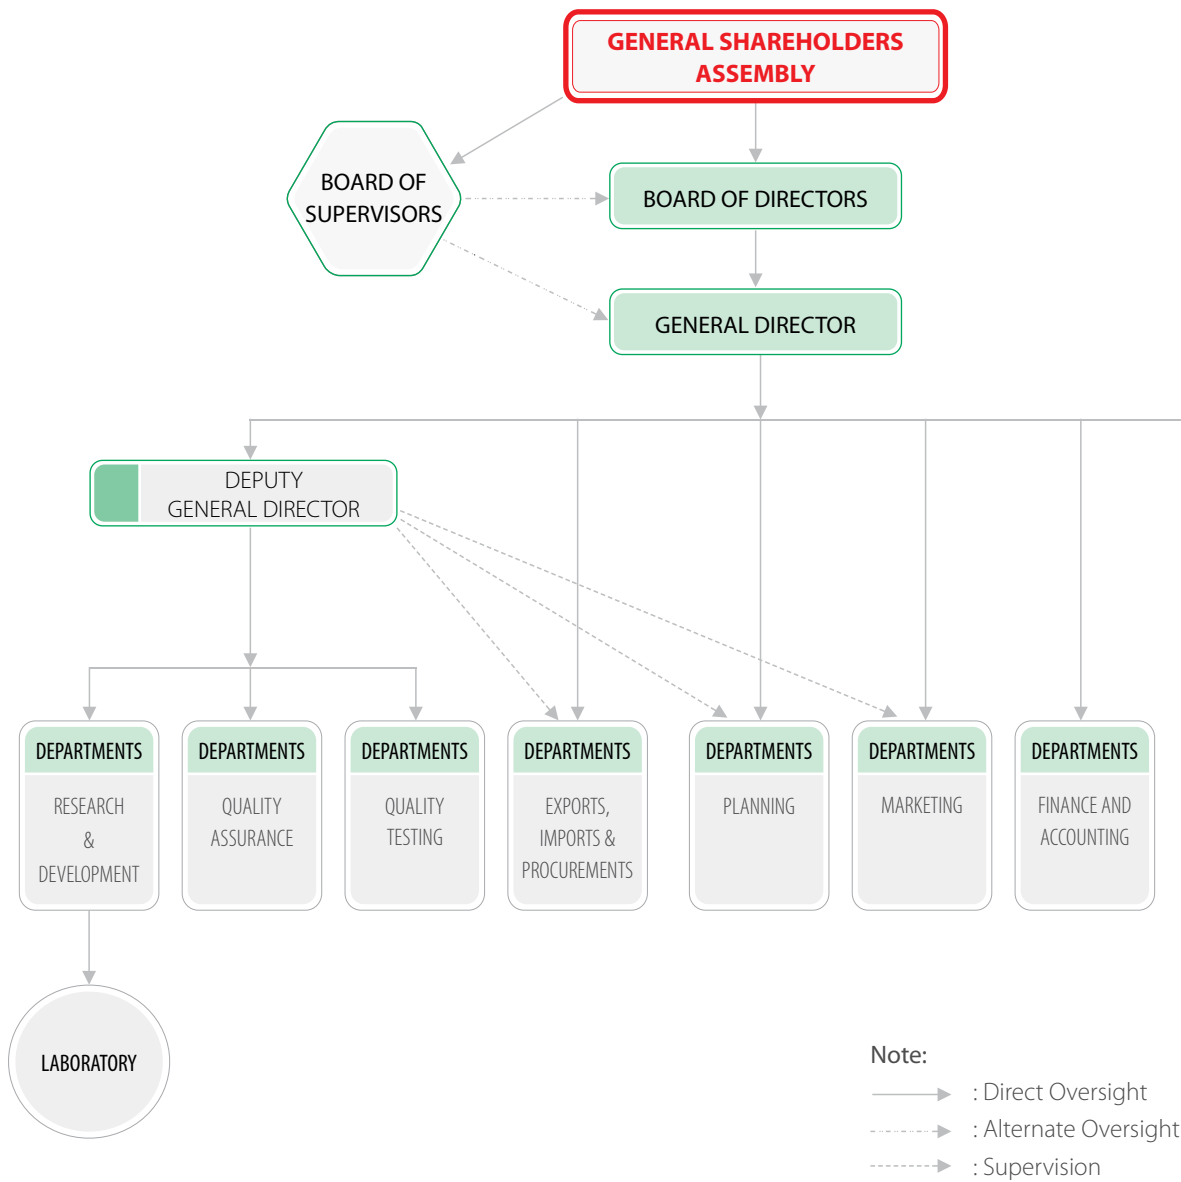 GENERAL SHAREHOLDERS
ASSEMBLY
BOARD OF
SUPERVISORS
BOARD OF DIRECTORS
GENERAL DIRECTOR
DEPUTY
GENERAL DIRECTOR
DEPARTMENTS
RESEARCH
&
DEVELOPMENT
DEPARTMENTS
QUALITY
ASSURANCE
DEPARTMENTS
QUALITY
TESTING
DEPARTMENTS
EXPORTS,
IMPORTS &
PROCUREMENTS
DEPARTMENTS
PLANNING
DEPARTMENTS
MARKETING
DEPARTMENTS
FINANCE AND
ACCOUNTING
LABORATORY
Note:
: Direct Oversight
: Alternate Oversight
: Supervision